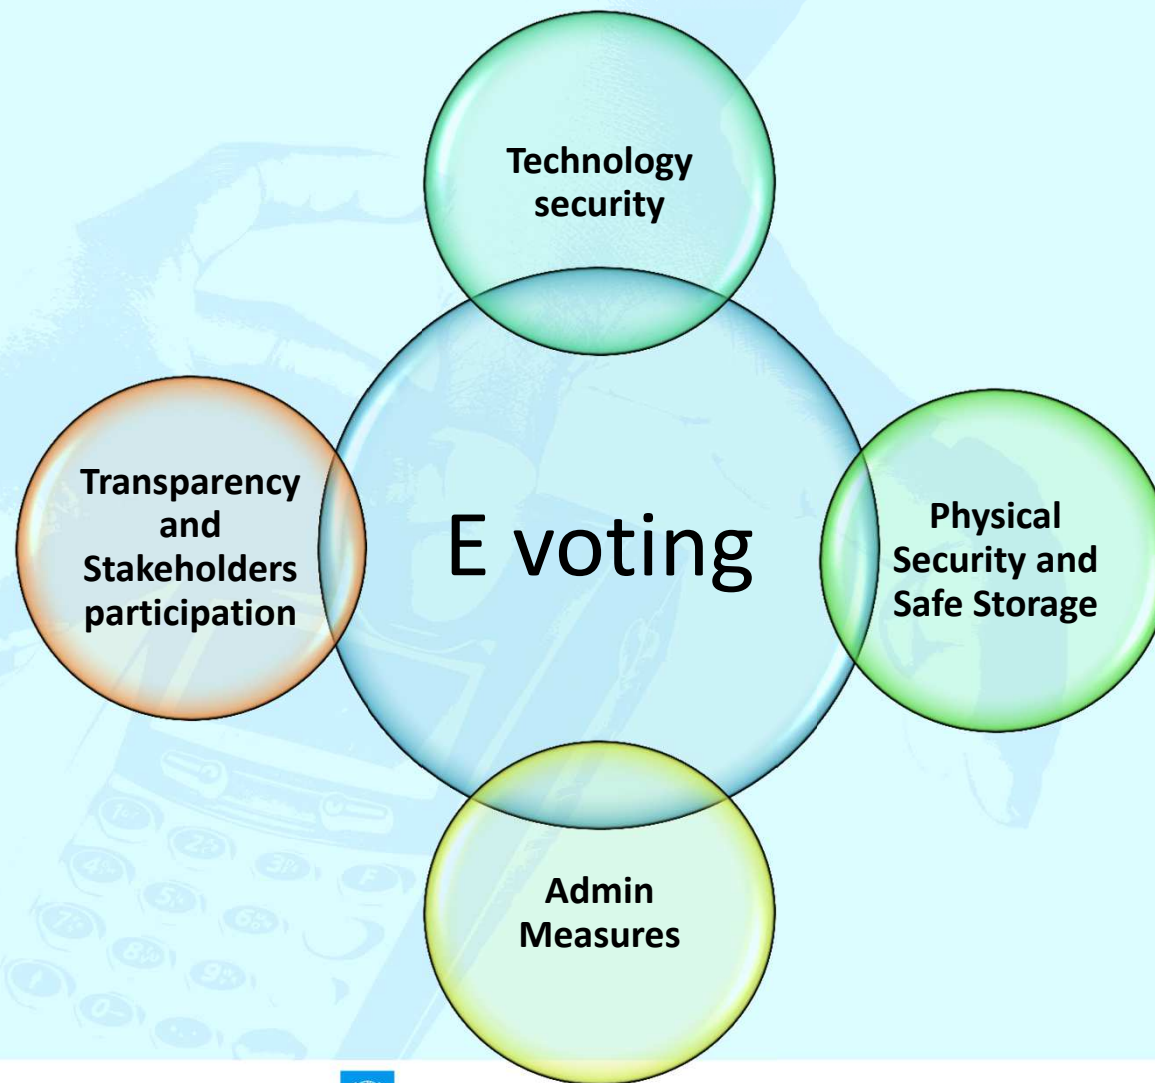 Technology
security
Transparency
and
Stakeholders
participation
E voting
Physical
Security and
Safe Storage
Admin
Measures